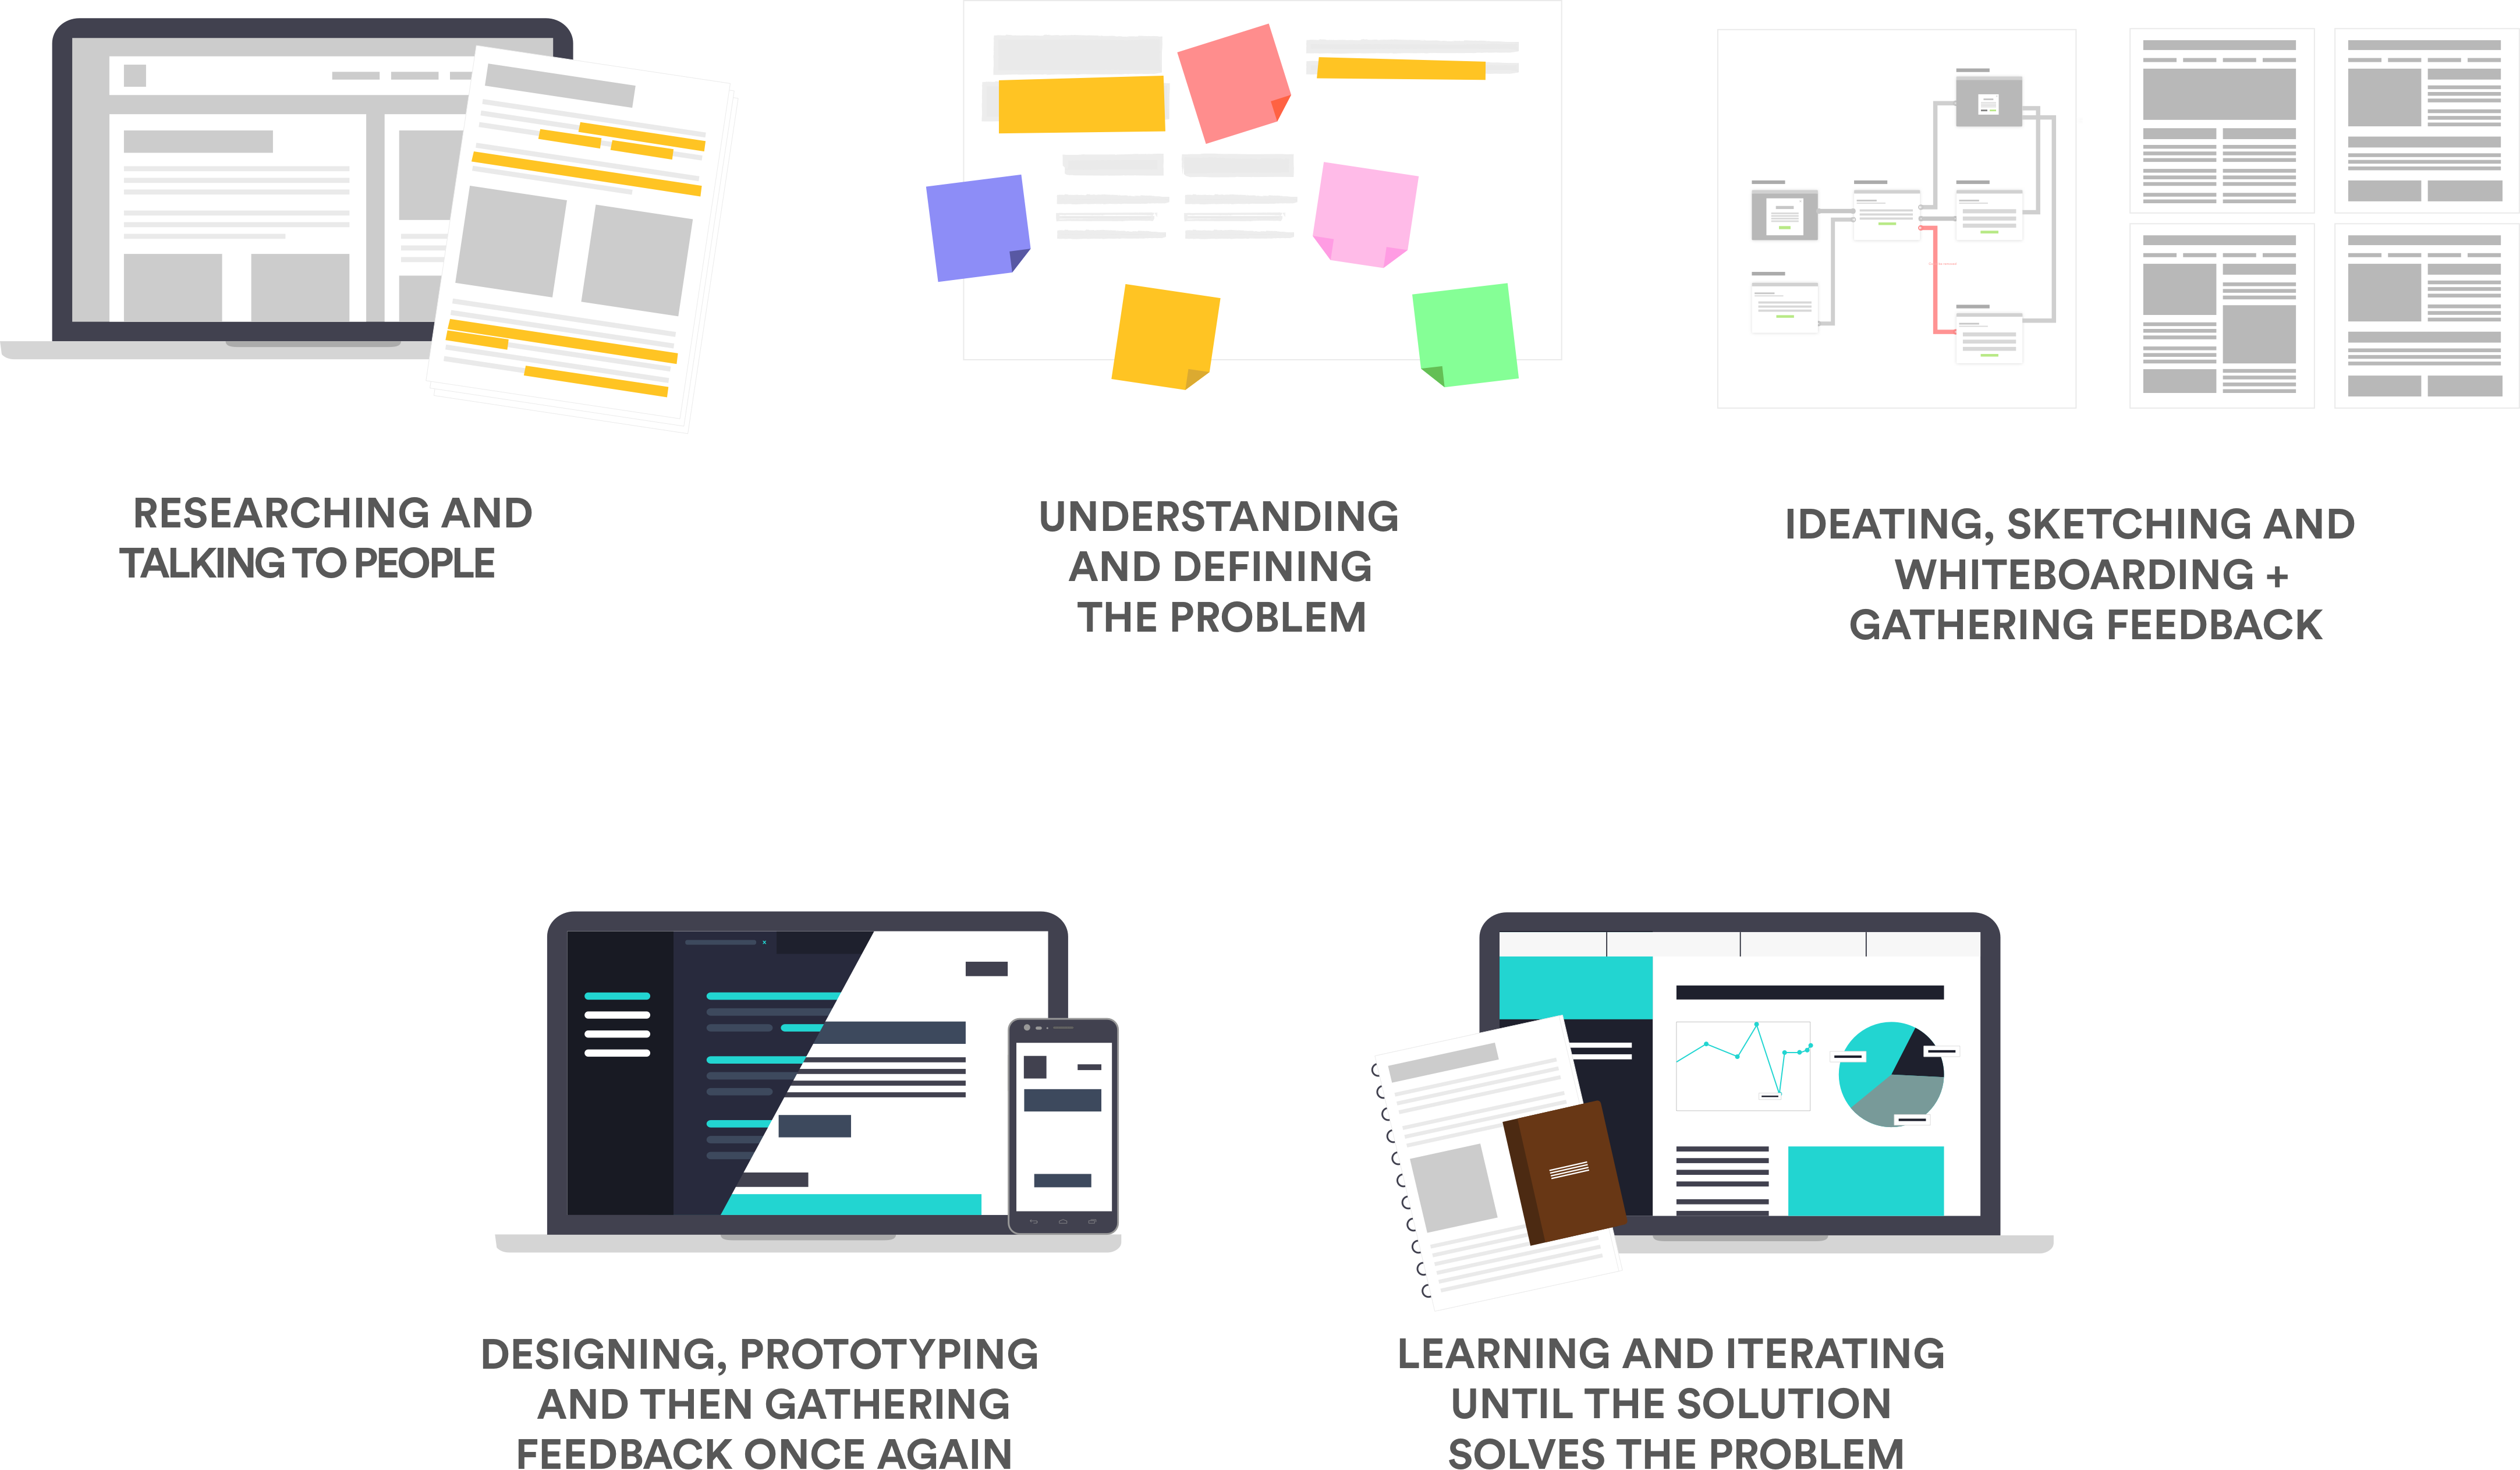 RESEARCHING AND
TALKING TO PEOPLE
UNDERSTANDING
AND DEFINING
THE PROBLEM
IDEATING, SKETCHING AND
WHITEBOARDING +
GATHERING FEEDBACK
DESIGNING, PROTOTYPING
AND THEN GATHERING
FEEDBACK ONCE AGAIN
LEARNING AND ITERATING
UNTIL THE SOLUTION
SOLVES THE PROBLEM